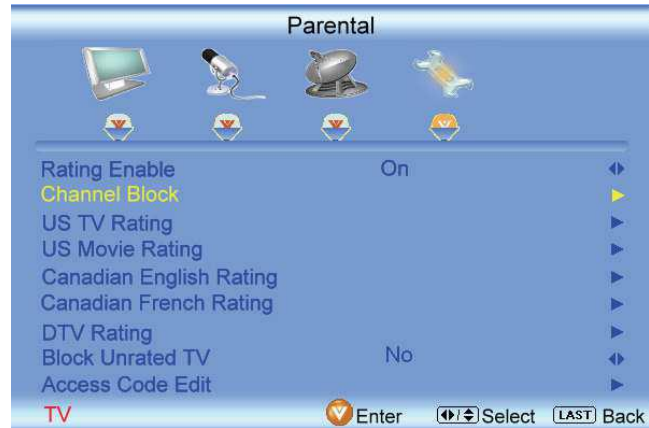 Parental
Rating Enable On
Channel Block
US TV Rating
US Movie Rating
Canadian English Rating
Canadian French Rating
DTV Rating
Block Unrated TV No
Access Code Edit
TV Enter Select LAST Back